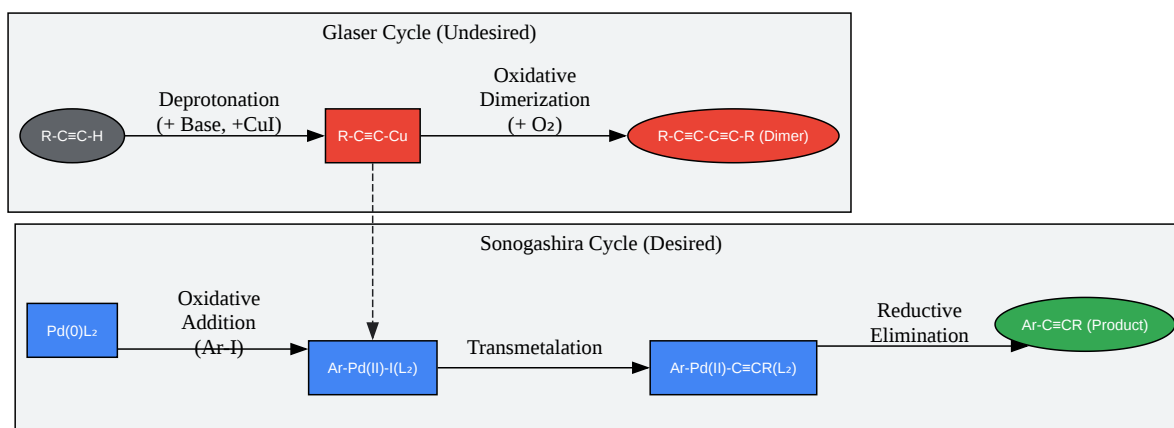 Glaser Cycle (Undesired)
R-C≡C-H
Deprotonation
(+ Base, +CuI)
R-C≡C-Cu
Oxidative
Dimerization
(+ O₂)
R-C≡C-C≡C-R (Dimer)
Sonogashira Cycle (Desired)
Pd(0)L₂
Oxidative
Addition
(Ar-I)
Ar-Pd(II)-I(L₂)
Transmetalation
Ar-Pd(II)-C≡CR(L₂)
Reductive
Elimination
Ar-C≡CR (Product)